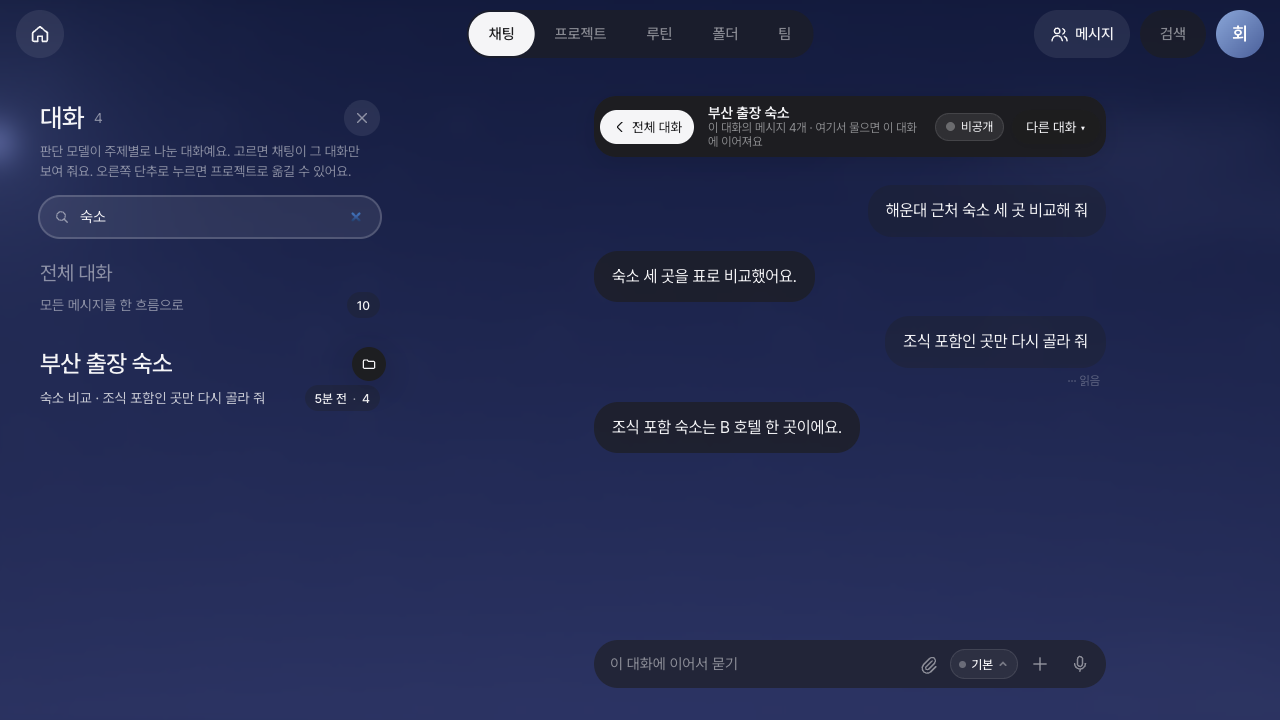 채팅
프로젝트
루틴
폴더
팀
메시지
검색
회
대화 4
판단 모델이 주제별로 나눈 대화예요. 고르면 채팅이 그 대화만
보여 줘요. 오른쪽 단추로 누르면 프로젝트로 옮길 수 있어요.
숙소
전체 대화
모든 메시지를 한 흐름으로
10
부산 출장 숙소
숙소 비교 · 조식 포함인 곳만 다시 골라 줘
5분 전 · 4
전체 대화
부산 출장 숙소
이 대화의 메시지 4개 · 여기서 물으면 이 대화
에 이어져요
비공개
다른 대화
해운대 근처 숙소 세 곳 비교해 줘
숙소 세 곳을 표로 비교했어요.
조식 포함인 곳만 다시 골라 줘
··· 읽음
조식 포함 숙소는 B 호텔 한 곳이에요.
이 대화에 이어서 묻기
기본